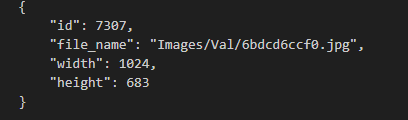 {
"id": 7307,
"file_name": "Images/Val/6bdcd6ccf0.jpg",
"width": 1024,
"height": 683
}